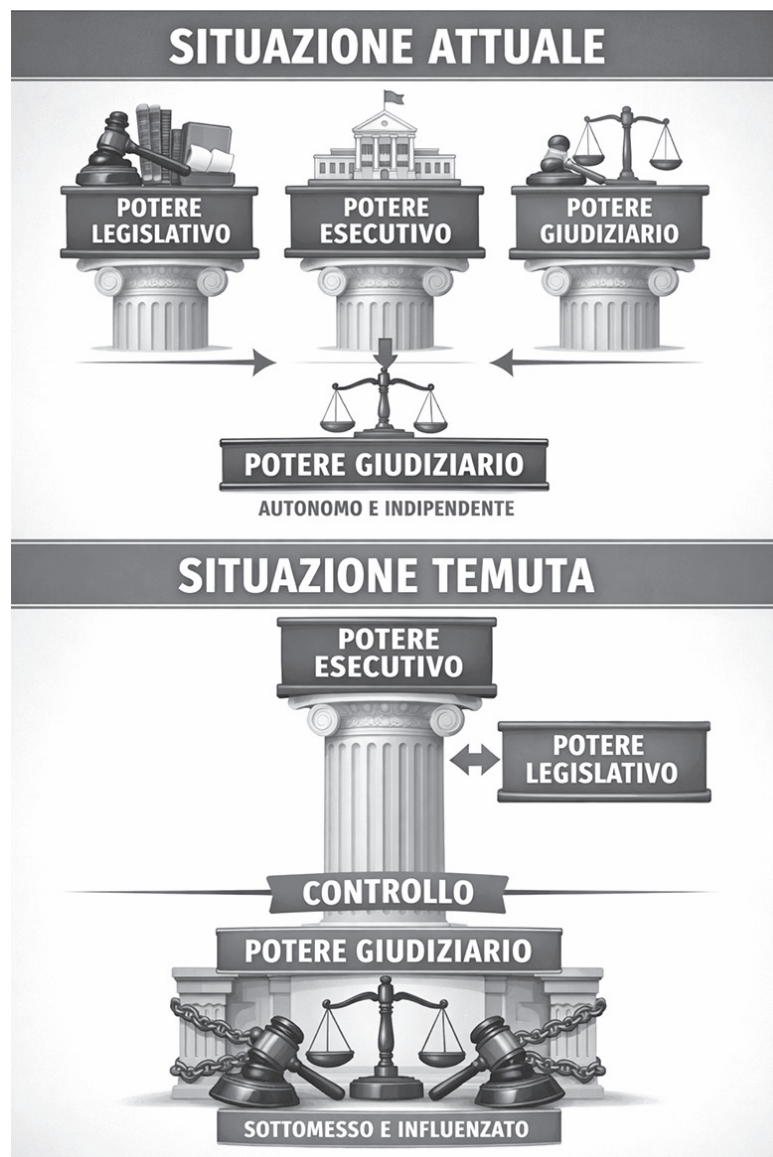 SITUAZIONE ATTUALE
POTERE
LEGISLATIVO
POTERE
ESECUTIVO
POTERE
GIUDIZIARIO
POTERE GIUDIZIARIO
AUTONOMO E INDIPENDENTE
SITUAZIONE TEMUTA
POTERE
ESECUTIVO
POTERE
LEGISLATIVO
CONTROLLO
POTERE GIUDIZIARIO
SOTTOMESSO E INFLUENZATO